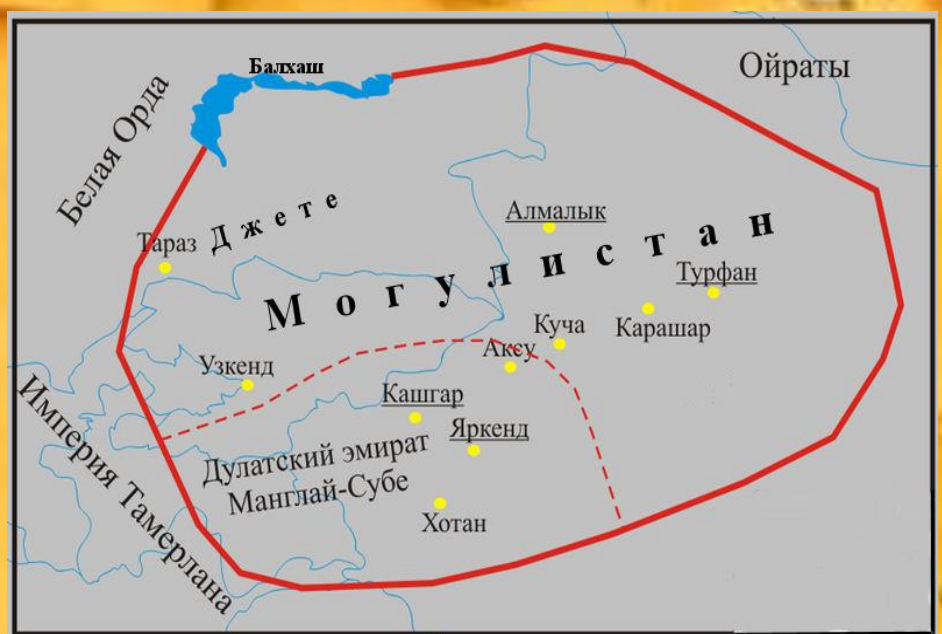 Балхаш
Ойраты
Белая Орда
Джете
Тараз
Алмалык
Могулистан
Турфан
Карашар
Куча
Аксу
Узкенд
Кашгар
Яркенд
Дулатский эмират
Манглай-Субе
Хотан
Империя Тамерлана